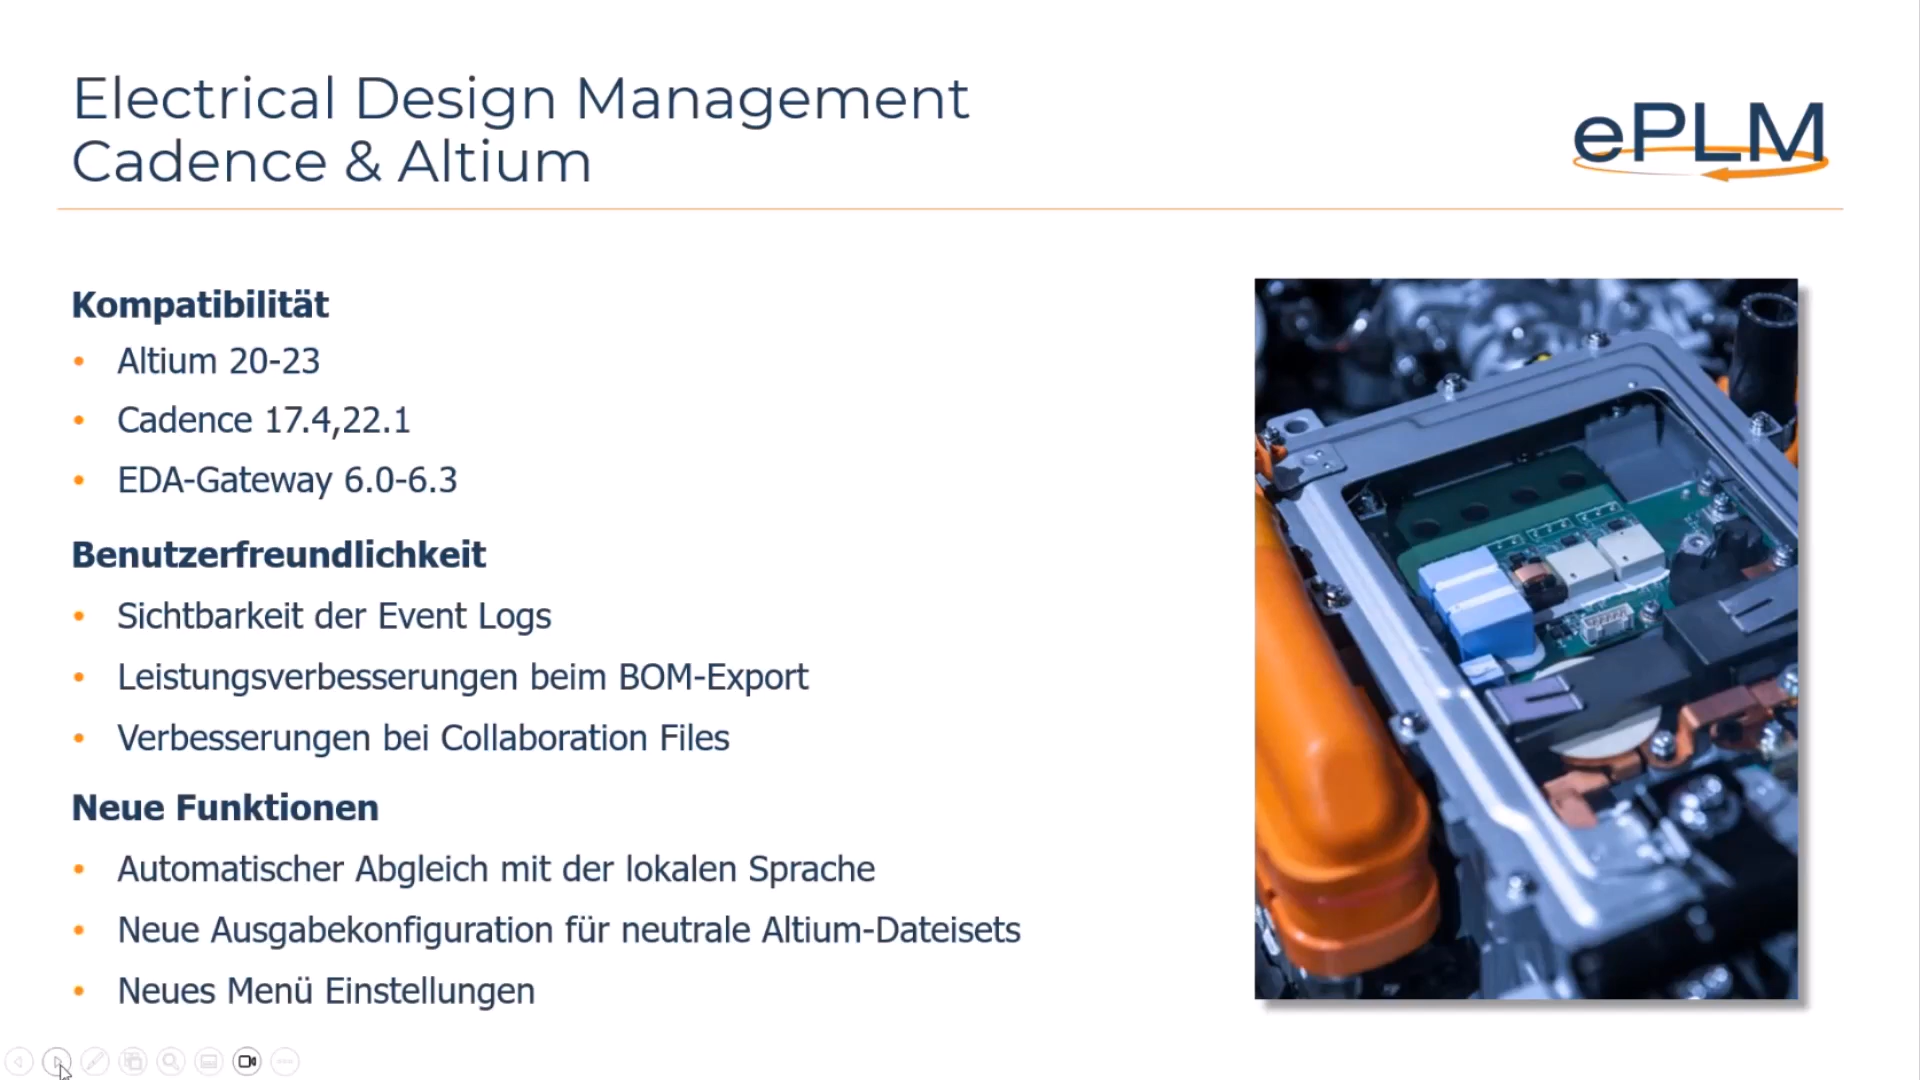 Electrical Design Management
Cadence & Altium
ePLM
Kompatibilität
• Altium 20-23
• Cadence 17.4,22.1
• EDA-Gateway 6.0-6.3
Benutzerfreundlichkeit
• Sichtbarkeit der Event Logs
• Leistungsverbesserungen beim BOM-Export
• Verbesserungen bei Collaboration Files
Neue Funktionen
• Automatischer Abgleich mit der lokalen Sprache
• Neue Ausgabekonfiguration für neutrale Altium-Dateisets
• Neues Menü Einstellungen